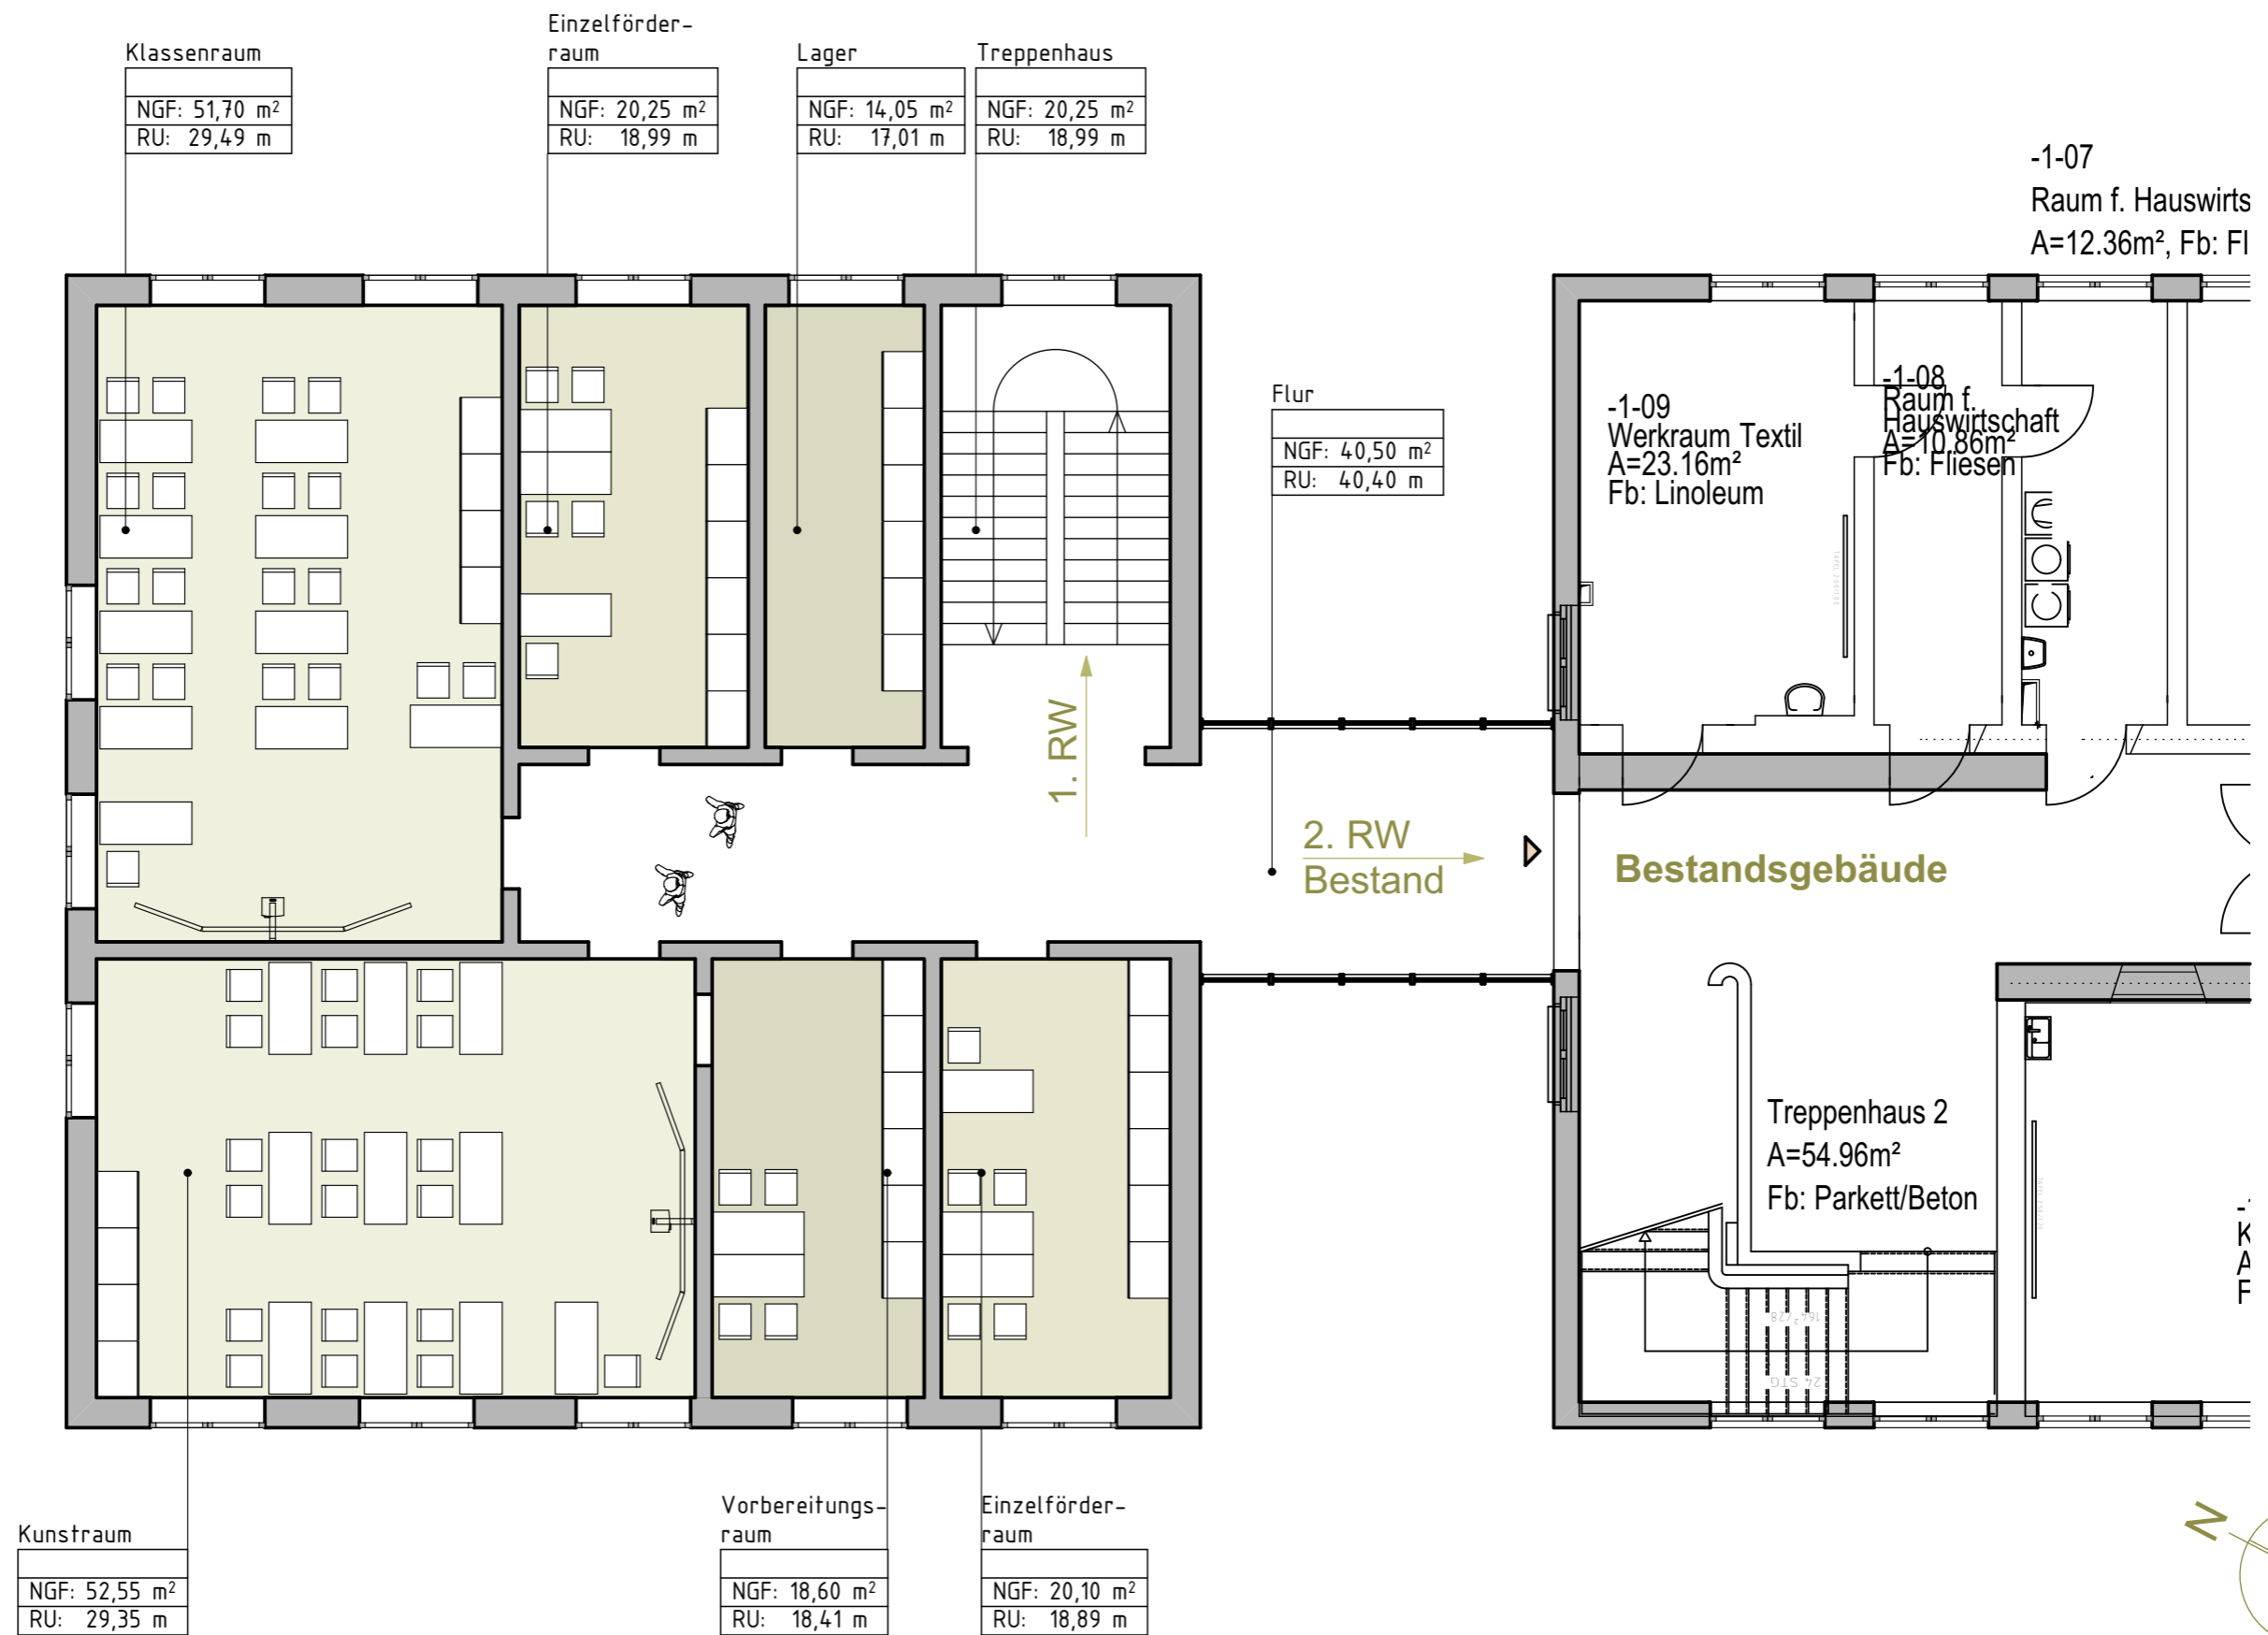 Klassenraum
NGF: 51,70 m²
RU: 29,49 m
Einzelförder-
raum
NGF: 20,25 m²
RU: 18,99 m
Lager
NGF: 14,05 m²
RU: 17,01 m
Treppenhaus
NGF: 20,25 m²
RU: 18,99 m
-1-07
Raum f. Hauswirts
A=12.36m², Fb: Fl
Flur
NGF: 40,50 m²
RU: 40,40 m
-1-09
Werkraum Textil
A=23.16m²
Fb: Linoleum
-1-08
Raum f.
Hauswirtschaft
A=10.86m²
Fb: Fliesen
1. RW
2. RW
Bestand
Bestandsgebäude
Treppenhaus 2
A=54.96m²
Fb: Parkett/Beton
16⁴²/28
24 STG
-1
K
A
F
N
Kunstraum
NGF: 52,55 m²
RU: 29,35 m
Vorbereitungs-
raum
NGF: 18,60 m²
RU: 18,41 m
Einzelförder-
raum
NGF: 20,10 m²
RU: 18,89 m